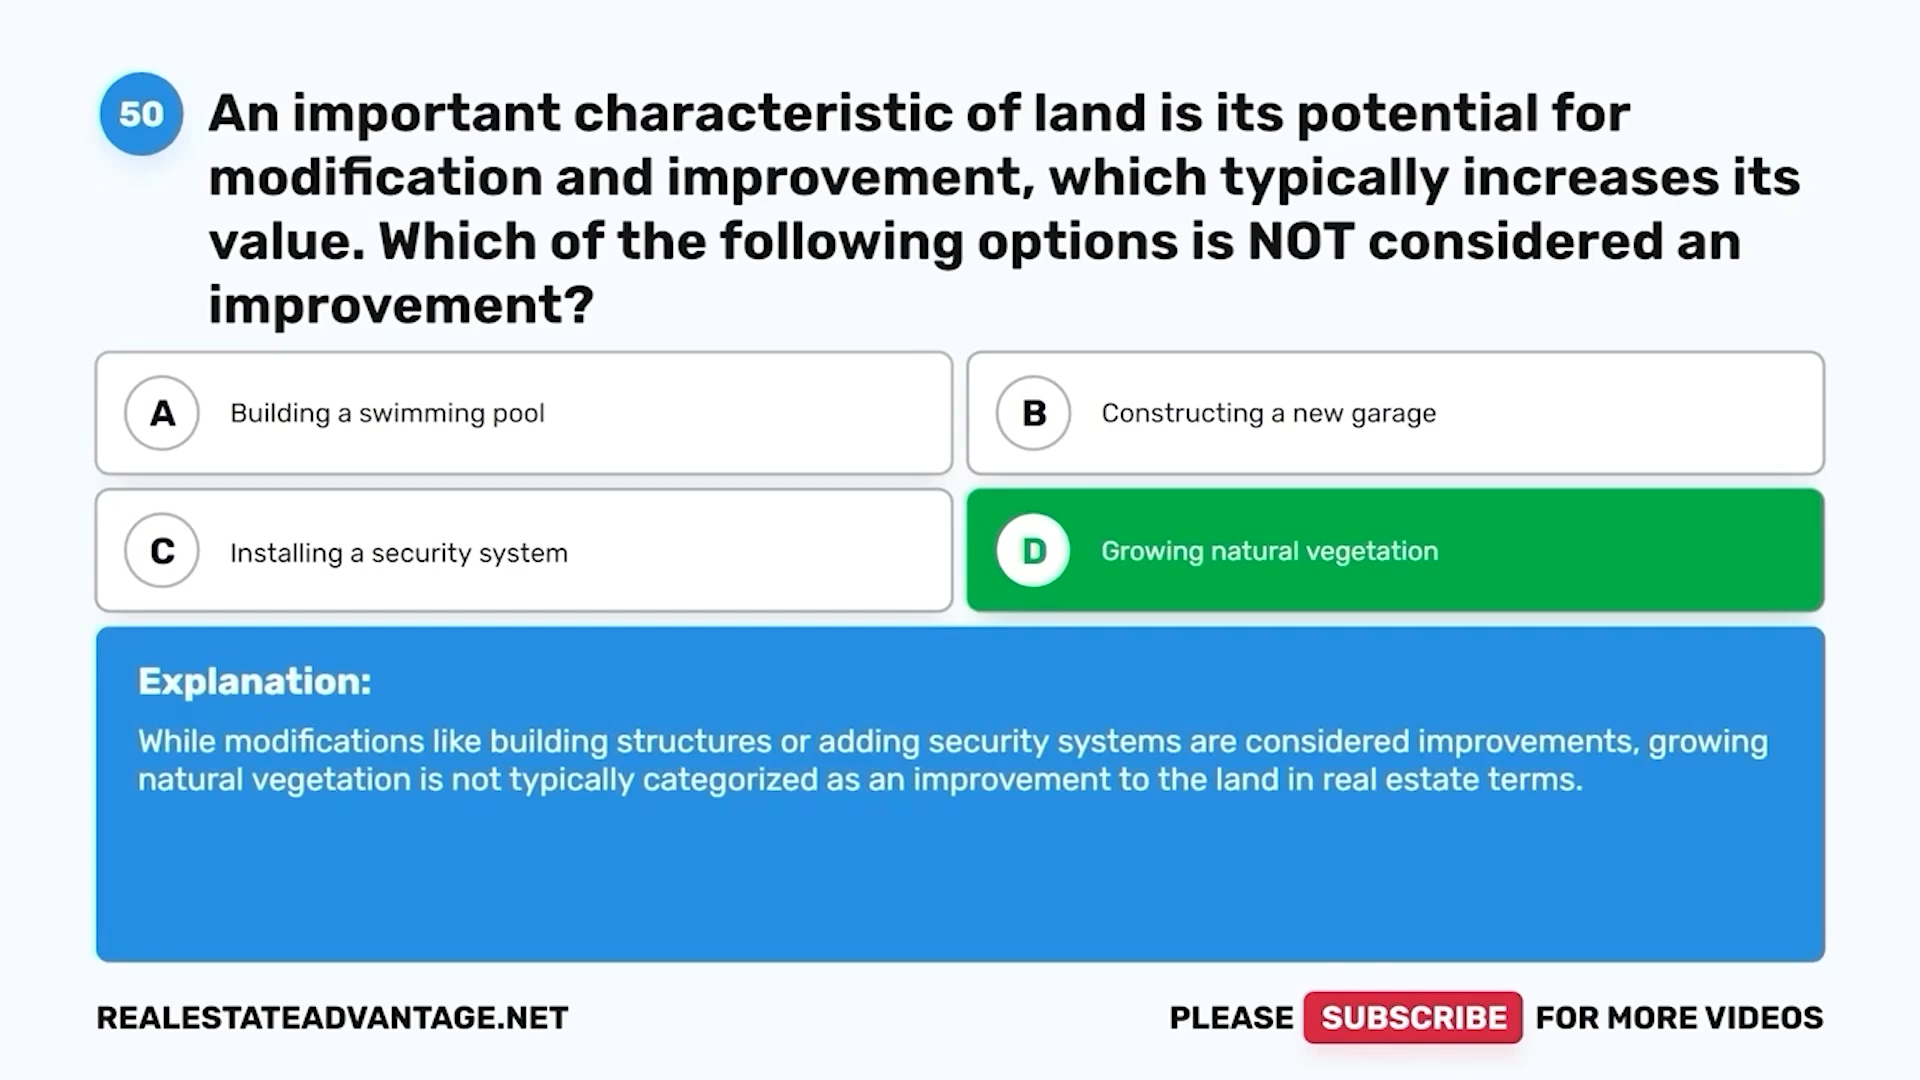 50
An important characteristic of land is its potential for
modification and improvement, which typically increases its
value. Which of the following options is NOT considered an
improvement?
A Building a swimming pool
B Constructing a new garage
C Installing a security system
D Growing natural vegetation
Explanation:
While modifications like building structures or adding security systems are considered improvements, growing
natural vegetation is not typically categorized as an improvement to the land in real estate terms.
REALESTATEADVANTAGE.NET
PLEASE SUBSCRIBE FOR MORE VIDEOS